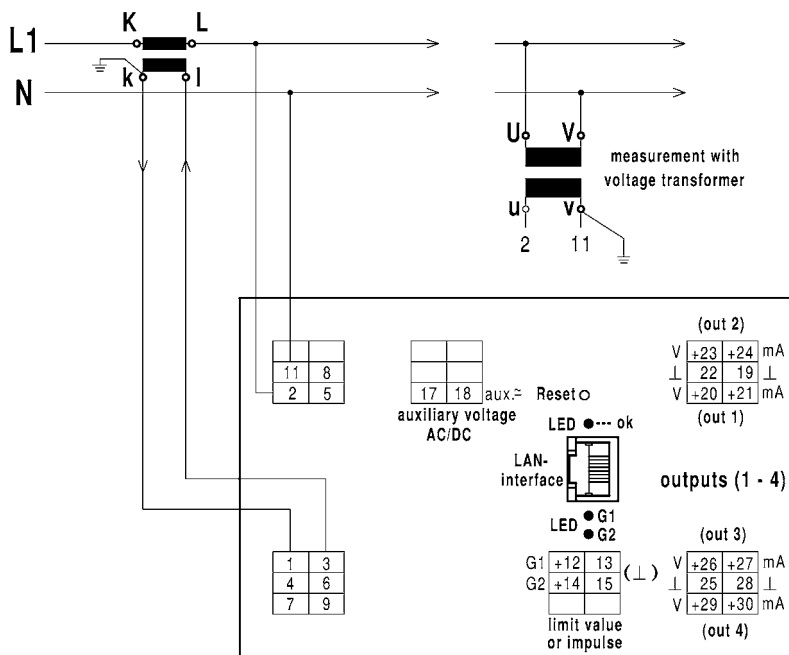 K L
L1
k l
N
U V
measurement with
voltage transformer
u v
2 11
(out 2)
V +23 +24 mA
⊥ 22 19 ⊥
V +20 +21 mA
(out 1)
11 8
2 5
17 18 aux.≂
auxiliary voltage
AC/DC
Reset
LED --- ok
LAN-
interface
outputs (1 - 4)
LED G1
G2
1 3
4 6
7 9
G1 +12 13 (⊥)
G2 +14 15
limit value
or impulse
(out 3)
V +26 +27 mA
⊥ 25 28 ⊥
V +29 +30 mA
(out 4)